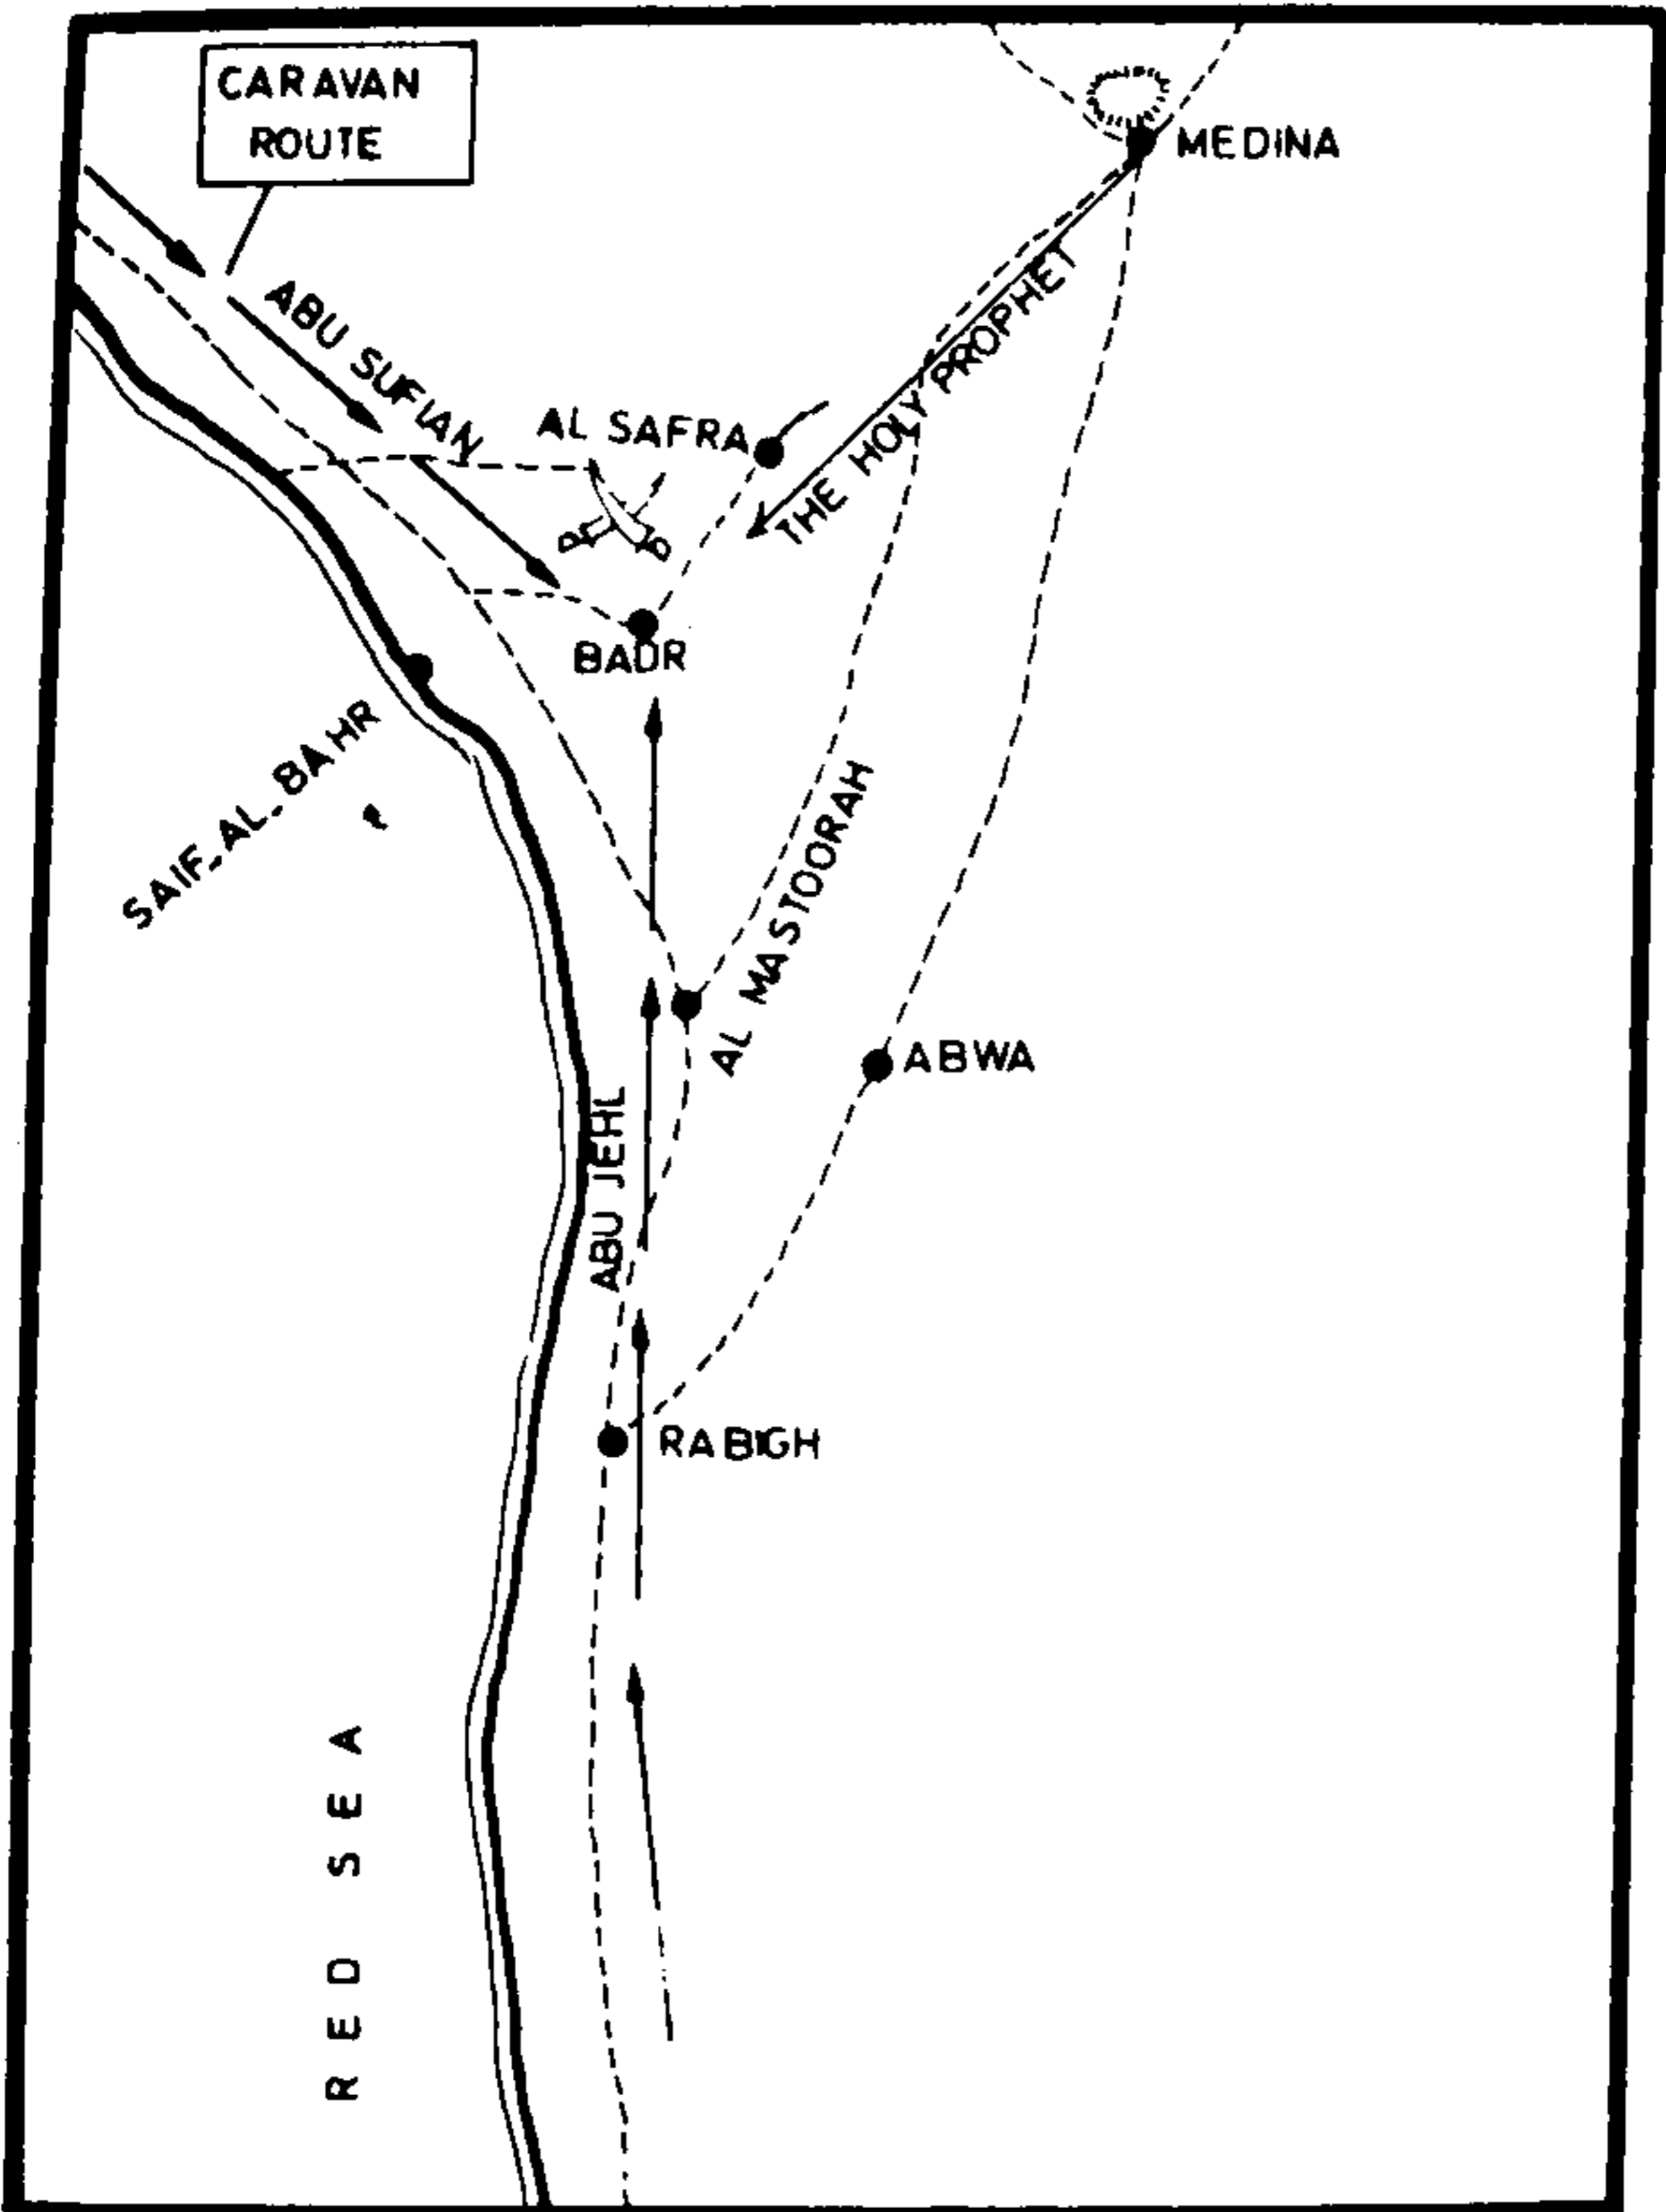 CARAVAN
ROUTE
MEDINA
ABU SUFIAN
AL SAFRA
THE HOLY PROPHET
BADR
SAIF-AL-BAHR
AL MASTOORAH
ABWA
ABU JEHL
RABIGH
RED SEA